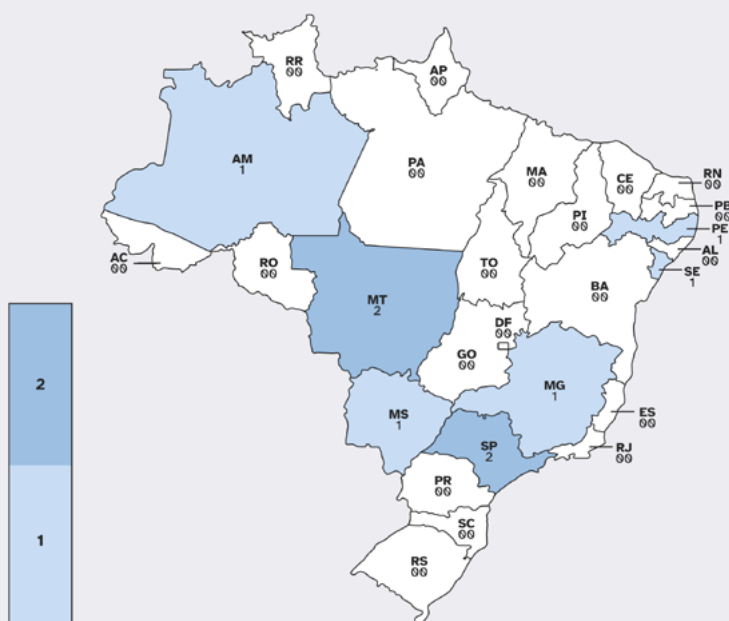 RR
00
AP
00
AM
1
PA
00
MA
00
CE
00
RN
00
PB
00
PI
00
PE
1
AL
00
SE
1
AC
00
RO
00
TO
00
BA
00
MT
2
DF
00
GO
00
MG
1
MS
1
ES
00
SP
2
RJ
00
PR
00
SC
00
RS
00
2
1